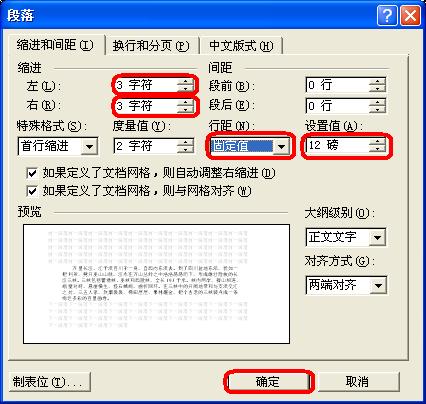 段落
缩进和间距(I) 换行和分页(P) 中文版式(H)
缩进 间距
左(L): 3 字符 段前(B): 0 行
右(R): 3 字符 段后(E): 0 行
特殊格式(S): 度量值(Y): 行距(N): 设置值(A):
首行缩进 2 字符 固定值 12 磅
如果定义了文档网格，则自动调整右缩进(D)
如果定义了文档网格，则与网格对齐(W)
预览 大纲级别(O):
正文文字
对齐方式(G):
两端对齐
制表位(T)... 确定 取消